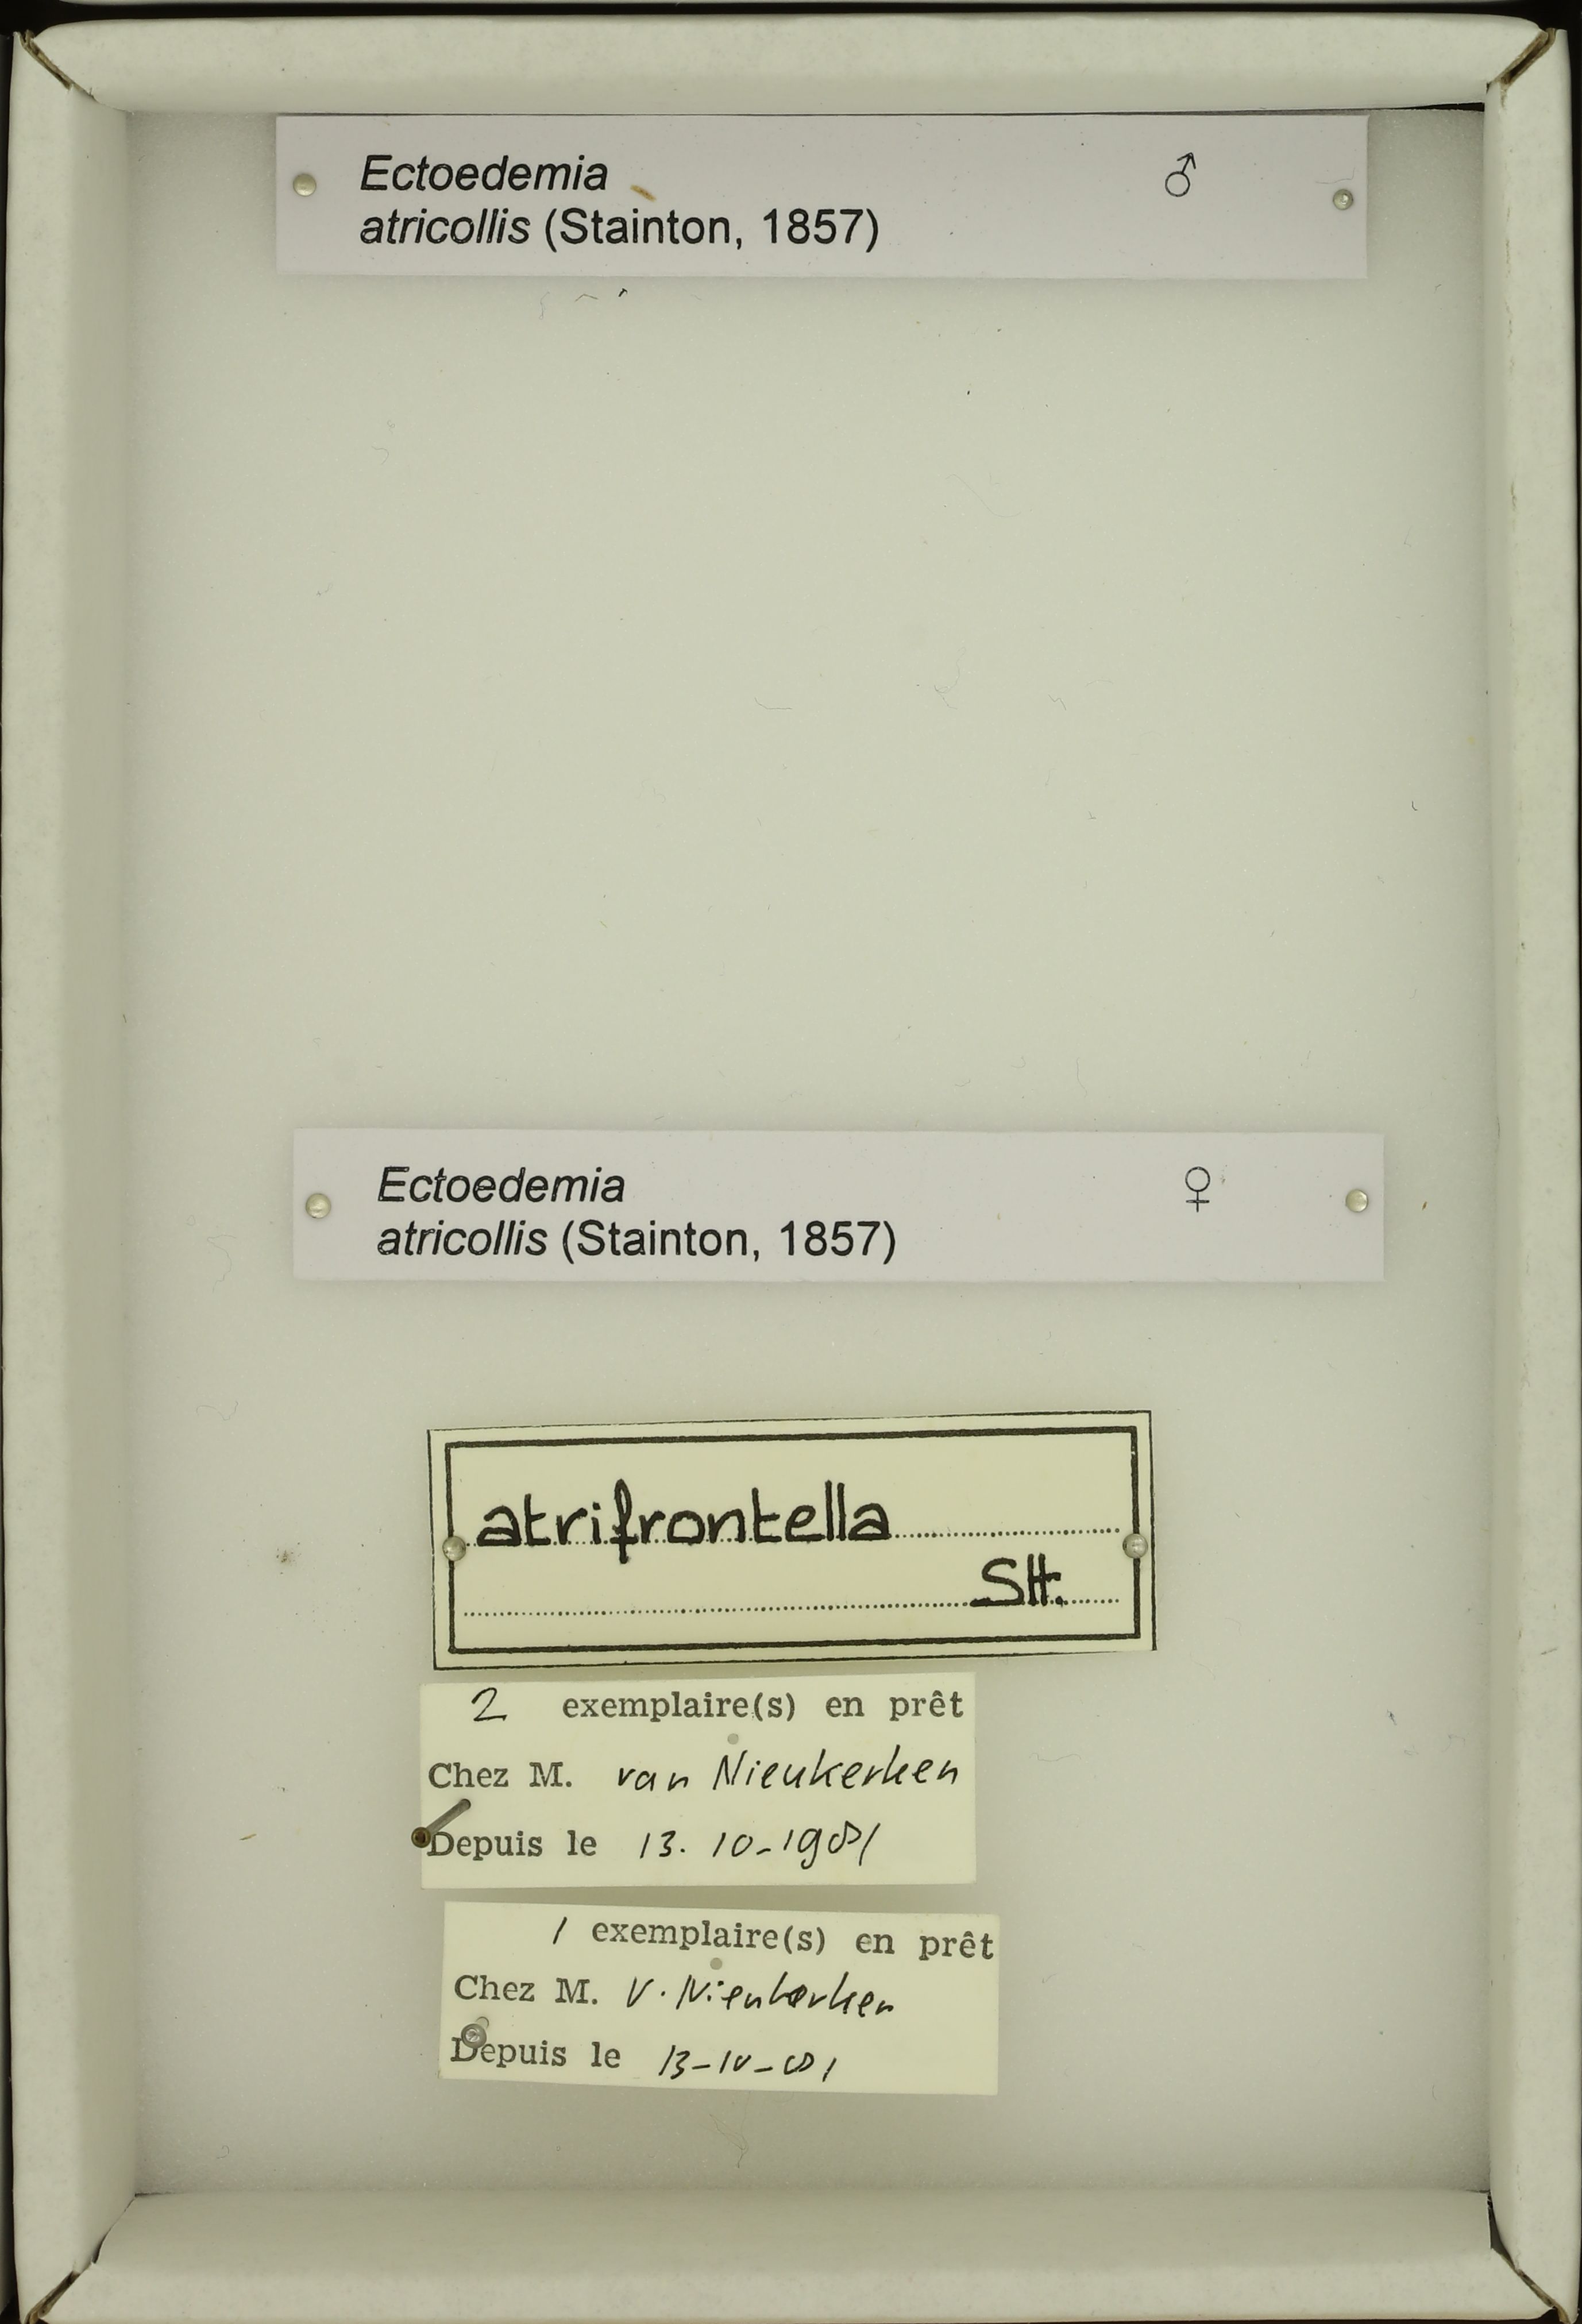 Ectoedemia ♂
atricollis (Stainton, 1857)
Ectoedemia ♀
atricollis (Stainton, 1857)
atrifrontella
Stt.
2 exemplaire(s) en prêt
Chez M. van Nieukerken
Depuis le 13. 10-1981
1 exemplaire(s) en prêt
Chez M. V. Nieukerken
Depuis le 13-10-81